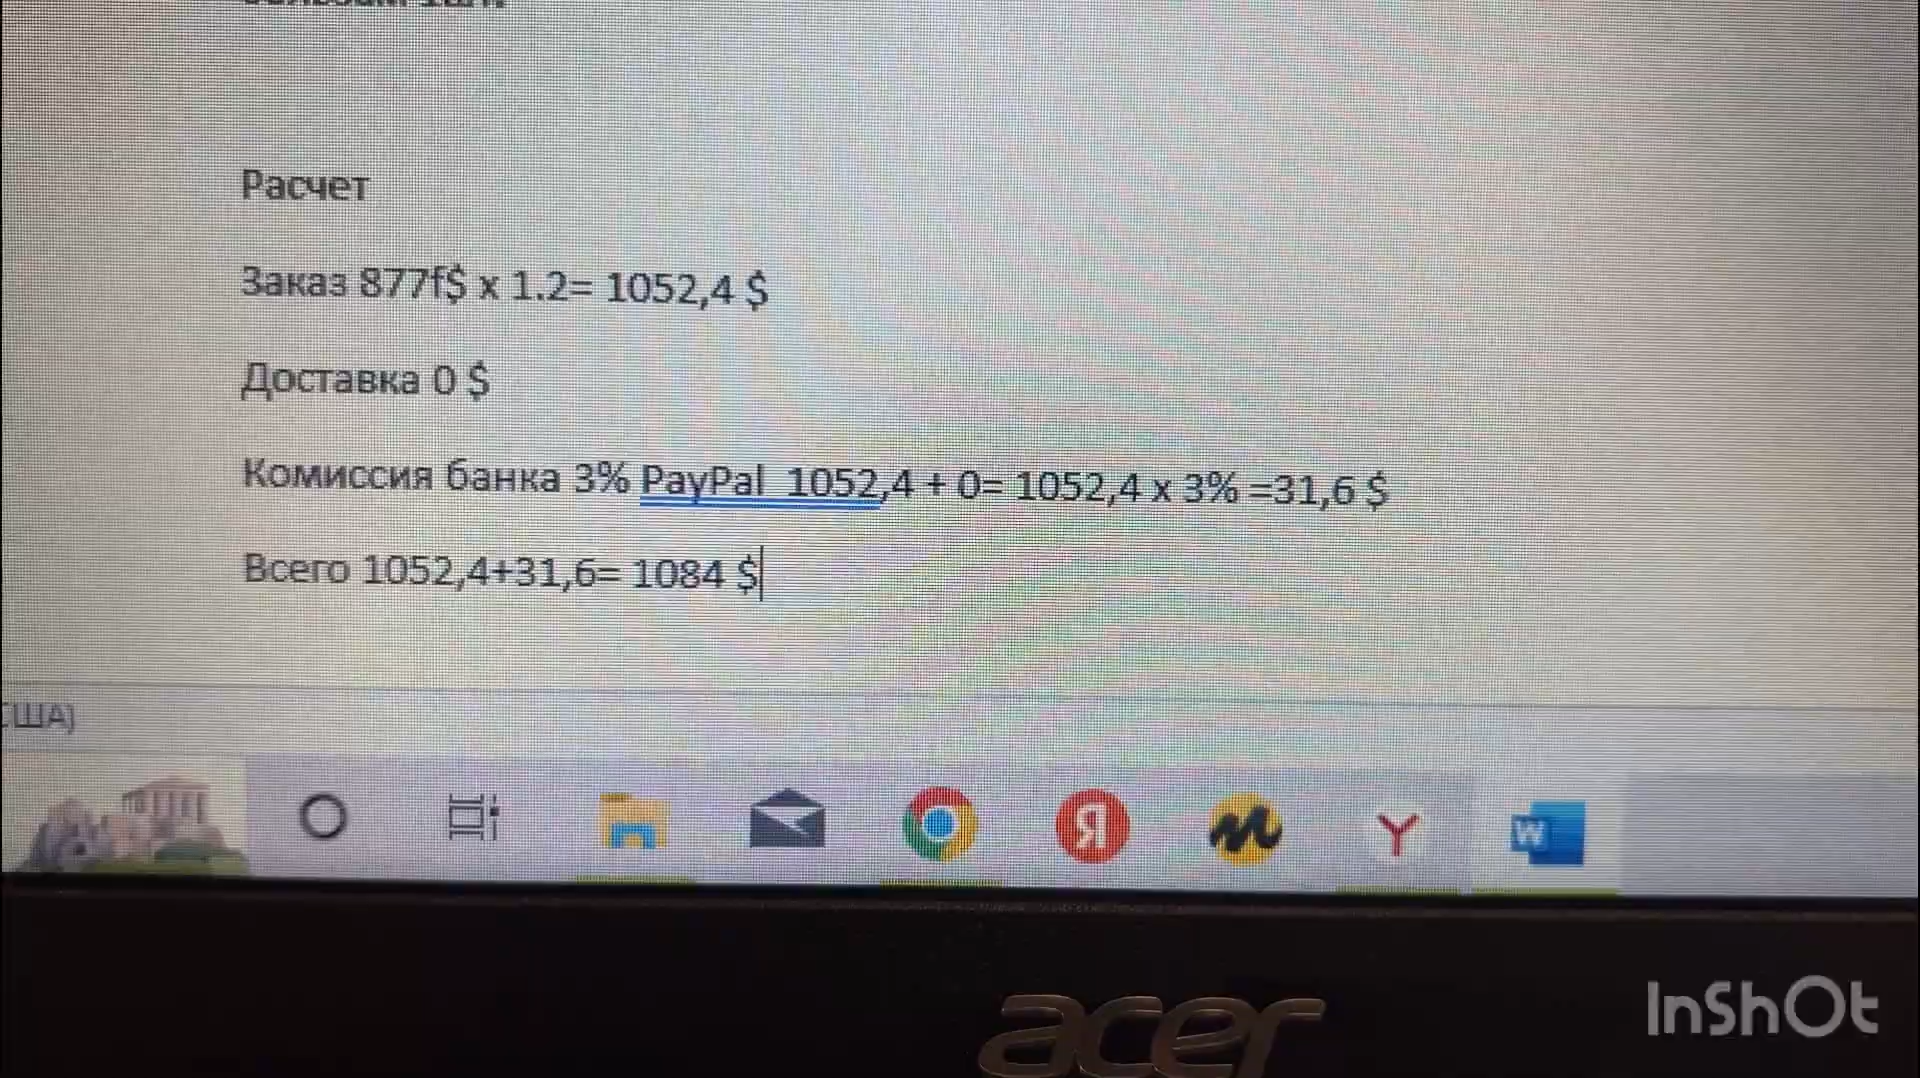 Расчет
Заказ 877f$ x 1.2= 1052,4 $
Доставка 0 $
Комиссия банка 3% PayPal 1052,4 + 0= 1052,4 x 3% =31,6 $
Всего 1052,4+31,6= 1084 $
США)
Я
Y
W
acer
InShOt